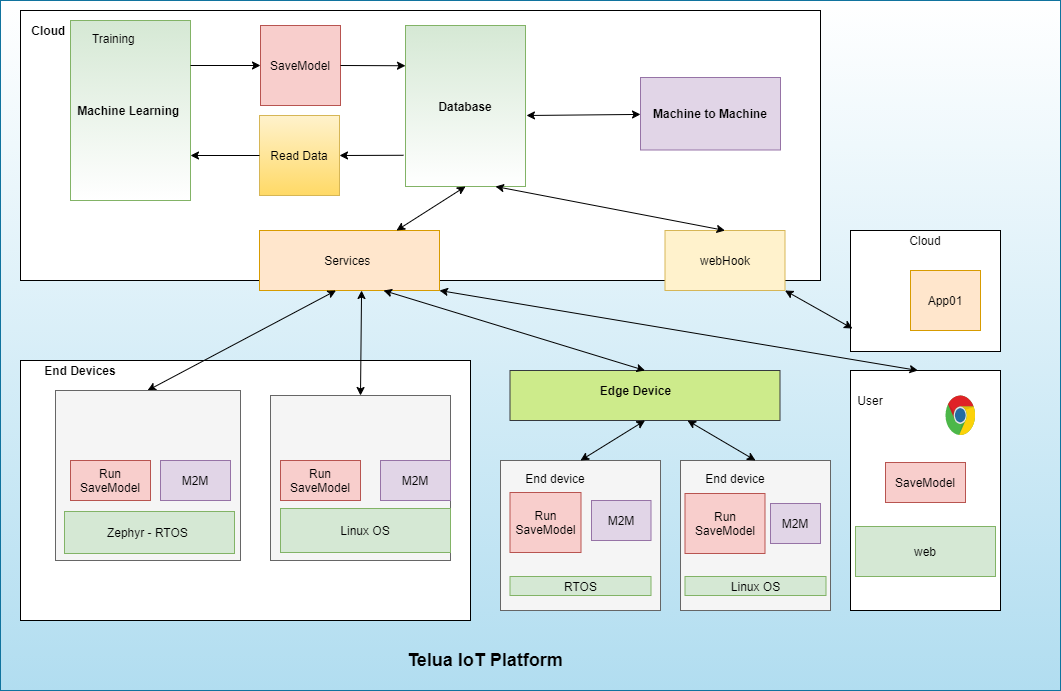 Cloud
Training
Machine Learning
SaveModel
Read Data
Database
Machine to Machine
Services
webHook
Cloud
App01
End Devices
Run
SaveModel
M2M
Zephyr - RTOS
Run
SaveModel
M2M
Linux OS
Edge Device
End device
Run
SaveModel
M2M
RTOS
End device
Run
SaveModel
M2M
Linux OS
User
SaveModel
web
Telua IoT Platform